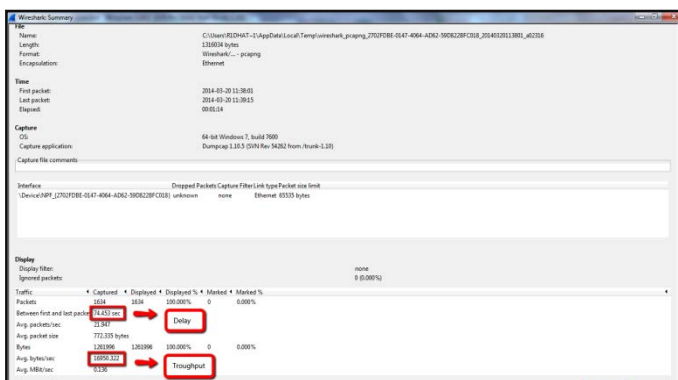 Wireshark: Summary
File
Name: C:\Users\RIDHAT~1\AppData\Local\Temp\wireshark_pcapng_2702FDBE-0147-4064-AD62-59D8228FC018_20140320113801_a02316
Length: 1316034 bytes
Format: Wireshark/... - pcapng
Encapsulation: Ethernet
Time
First packet: 2014-03-20 11:38:01
Last packet: 2014-03-20 11:39:15
Elapsed: 00:01:14
Capture
OS: 64-bit Windows 7, build 7600
Capture application: Dumpcap 1.10.5 (SVN Rev 54262 from /trunk-1.10)
Capture file comments
Interface Dropped Packets Capture Filter Link type Packet size limit
\Device\NPF_{2702FDBE-0147-4064-AD62-59D8228FC018} unknown none Ethernet 65535 bytes
Display
Display filter: none
Ignored packets: 0 (0.000%)
Traffic Captured Displayed Displayed % Marked Marked %
Packets 1634 1634 100.000% 0 0.000%
Between first and last packet 74.453 sec
Delay
Avg. packets/sec 21.947
Avg. packet size 772.335 bytes
Bytes 1261996 1261996 100.000% 0 0.000%
Avg. bytes/sec 16950.322
Troughput
Avg. MBit/sec 0.136